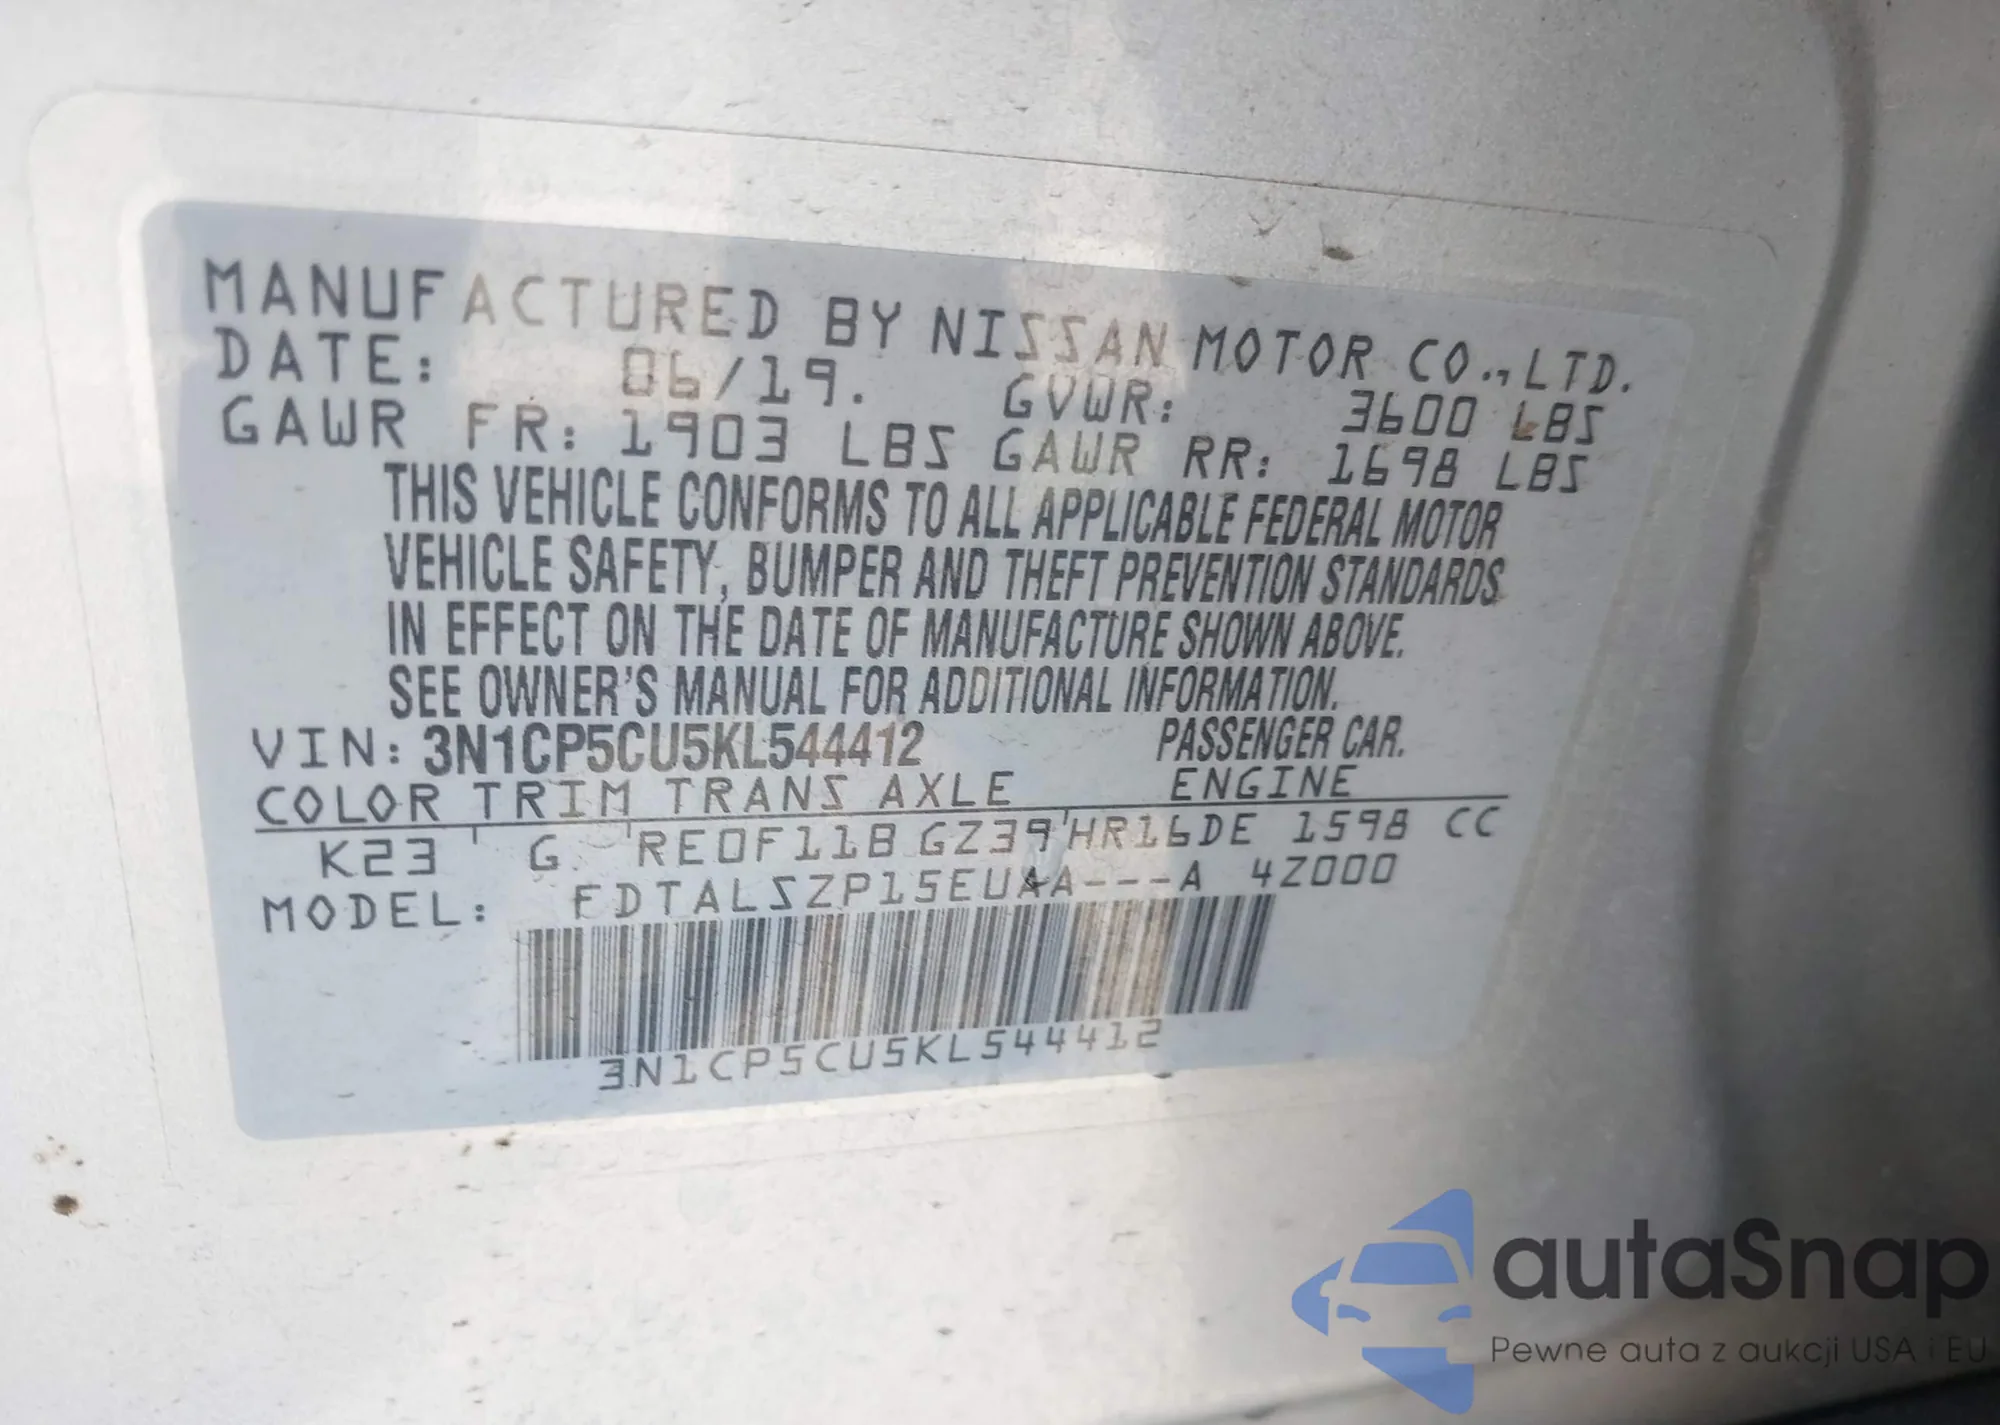 MANUFACTURED BY NISSAN MOTOR CO.,LTD.
DATE: 06/19. GVWR: 3600 LBS
GAWR FR: 1903 LBS GAWR RR: 1698 LBS
THIS VEHICLE CONFORMS TO ALL APPLICABLE FEDERAL MOTOR
VEHICLE SAFETY, BUMPER AND THEFT PREVENTION STANDARDS
IN EFFECT ON THE DATE OF MANUFACTURE SHOWN ABOVE.
SEE OWNER'S MANUAL FOR ADDITIONAL INFORMATION.
VIN: 3N1CP5CU5KL544412 PASSENGER CAR.
COLOR TRIM TRANS AXLE ENGINE
K23 G RE0F11B GZ39 HR16DE 1598 CC
MODEL: FDTALSZP15EUAA---A 4Z000
3N1CP5CU5KL544412
autaSnap
Pewne auta z aukcji USA i EU